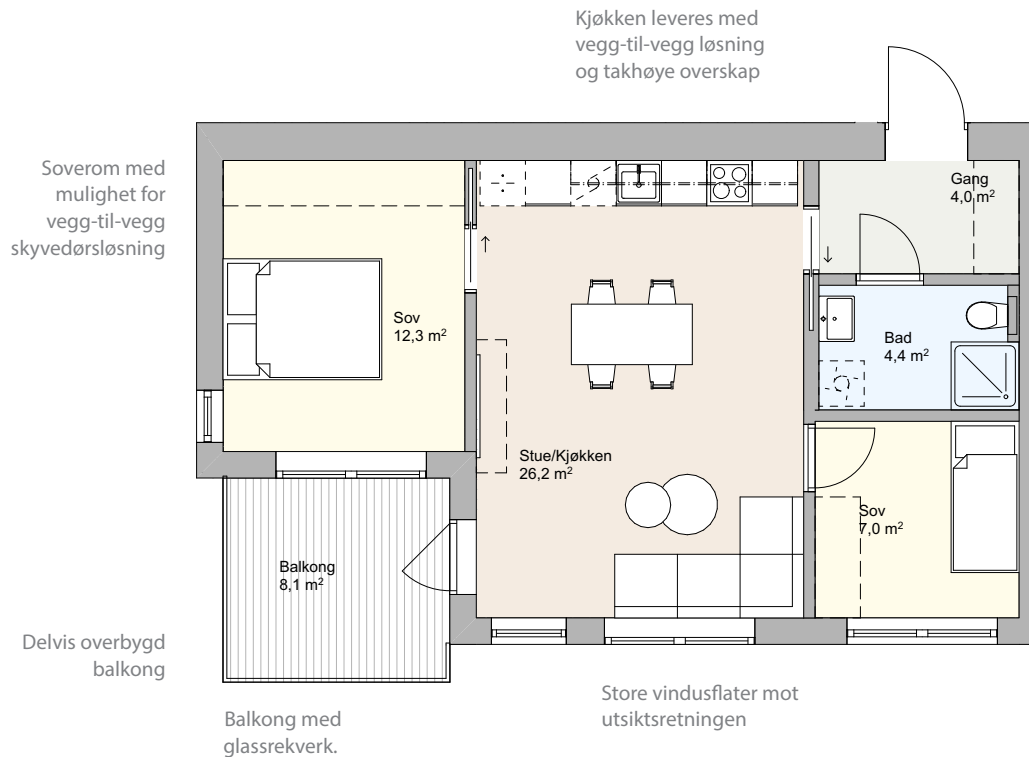 Kjøkken leveres med
vegg-til-vegg løsning
og takhøye overskap
Soverom med
mulighet for
vegg-til-vegg
skyvedørsløsning
Gang
4,0 m²
Sov
12,3 m²
Bad
4,4 m²
Stue/Kjøkken
26,2 m²
Sov
7,0 m²
Balkong
8,1 m²
Delvis overbygd
balkong
Store vindusflater mot
utsiktsretningen
Balkong med
glassrekverk.